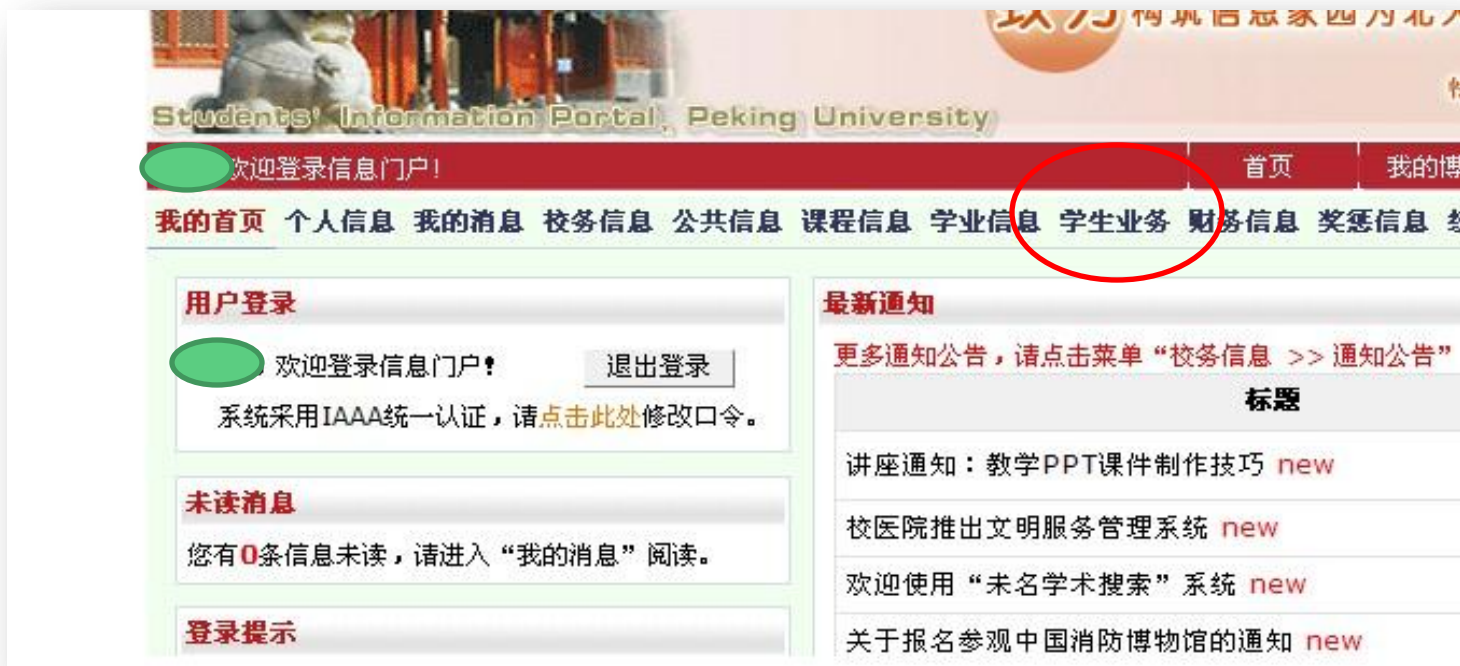 构筑信息家园为北
Students' Information Portal, Peking University
欢迎登录信息门户!
首页
我的博
我的首页 个人信息 我的消息 校务信息 公共信息 课程信息 学业信息 学生业务 财务信息 奖惩信息
用户登录
欢迎登录信息门户!
退出登录
系统采用IAAA统一认证,请点击此处修改口令。
未读消息
您有0条信息未读,请进入“我的消息”阅读。
登录提示
最新通知
更多通知公告,请点击菜单“校务信息 >> 通知公告”
标题
讲座通知:教学PPT课件制作技巧 new
校医院推出文明服务管理系统 new
欢迎使用“未名学术搜索”系统 new
关于报名参观中国消防博物馆的通知 new